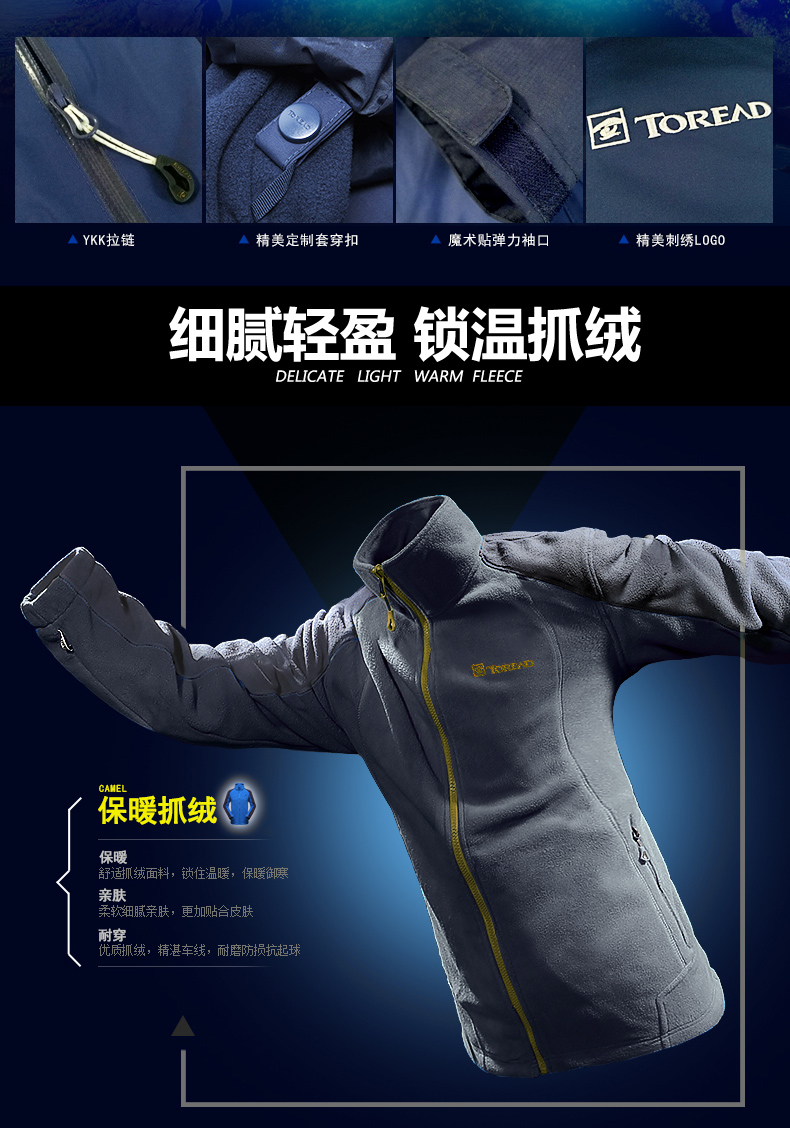 TOREAD
TOREAD
YKK拉链
精美定制套穿扣
魔术贴弹力袖口
精美刺绣LOGO
细腻轻盈 锁温抓绒
DELICATE LIGHT WARM FLEECE
TOREAD
CAMEL
保暖抓绒
保暖
舒适抓绒面料，锁住温暖，保暖御寒
亲肤
柔软细腻亲肤，更加贴合皮肤
耐穿
优质抓绒，精湛车线，耐磨防损抗起球